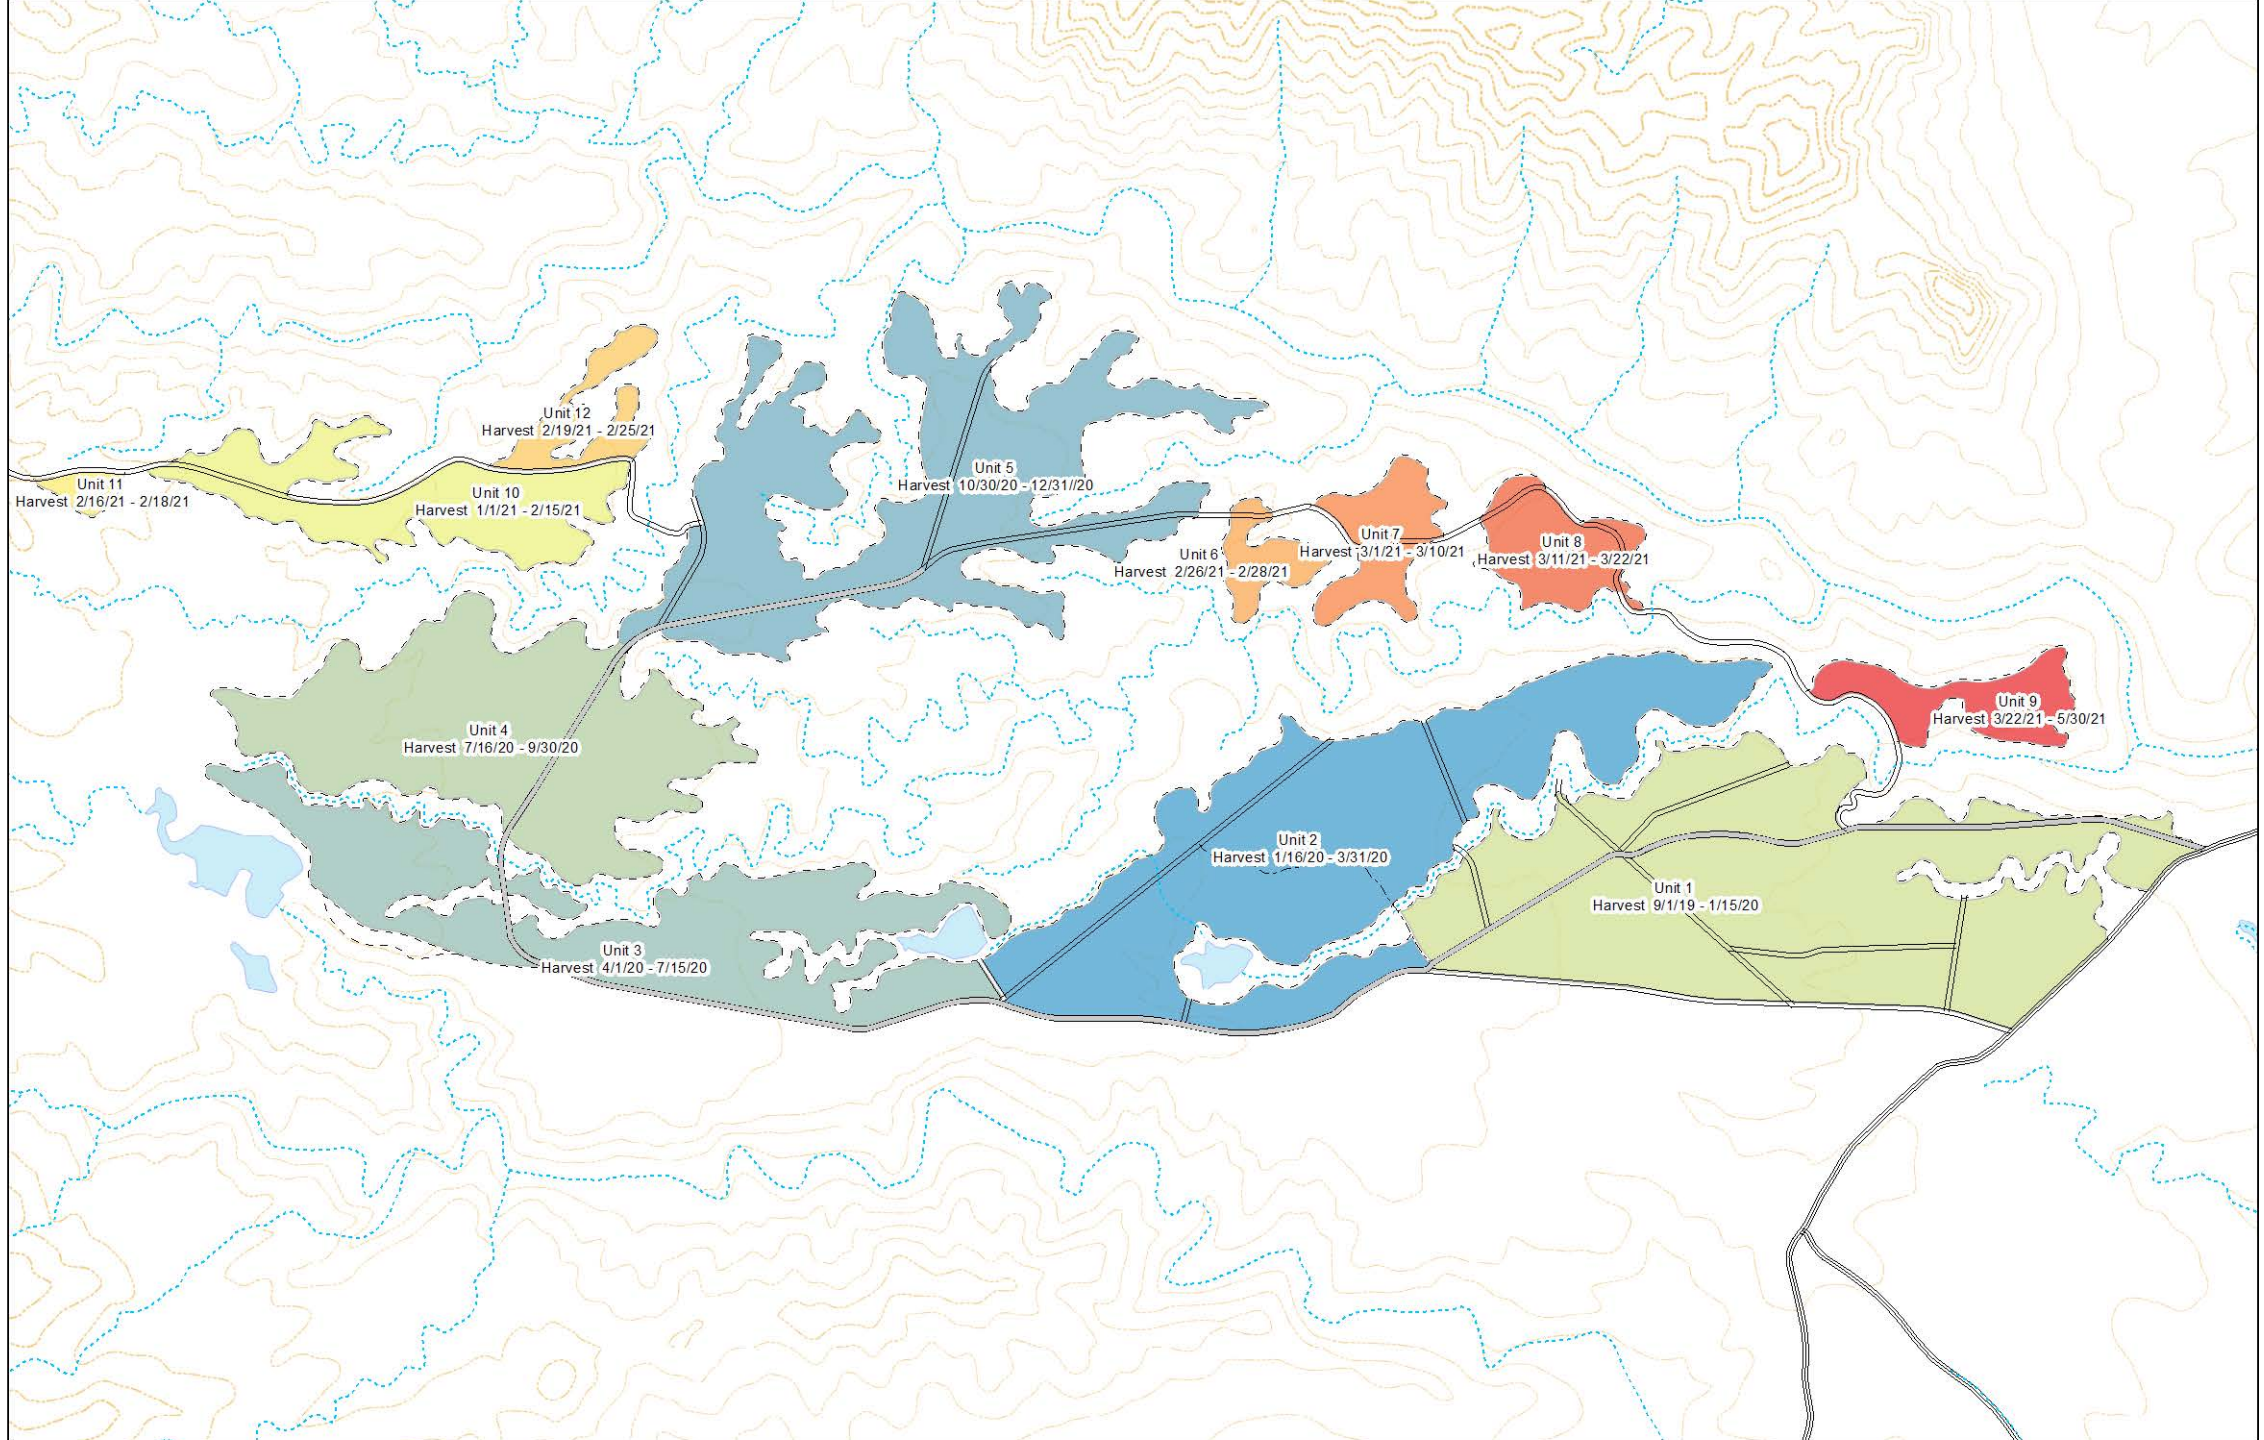 Unit 12
Harvest 2/19/21 - 2/25/21
Unit 11
Harvest 2/16/21 - 2/18/21
Unit 10
Harvest 1/1/21 - 2/15/21
Unit 5
Harvest 10/30/20 - 12/31//20
Unit 6
Harvest 2/26/21 - 2/28/21
Unit 7
Harvest 3/1/21 - 3/10/21
Unit 8
Harvest 3/11/21 - 3/22/21
Unit 9
Harvest 3/22/21 - 5/30/21
Unit 4
Harvest 7/16/20 - 9/30/20
Unit 2
Harvest 1/16/20 - 3/31/20
Unit 1
Harvest 9/1/19 - 1/15/20
Unit 3
Harvest 4/1/20 - 7/15/20